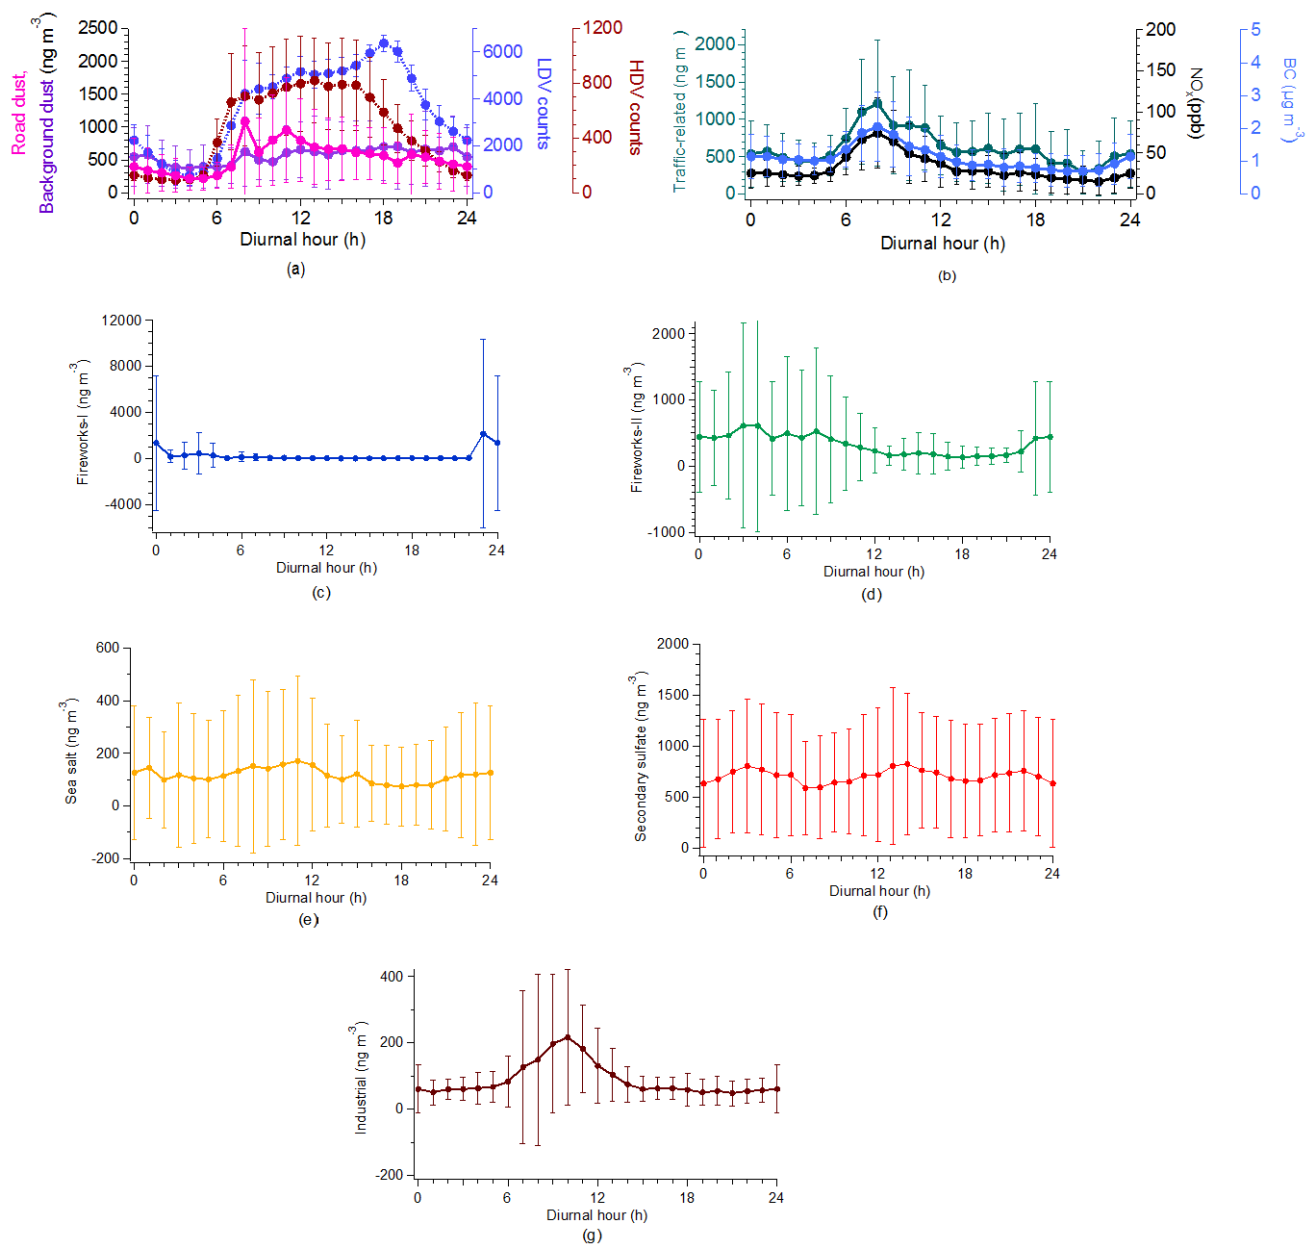 2500
2000
1500
1000
500
0
Road dust,
Background dust (ng m⁻³)
6000
4000
2000
0
LDV counts
1200
800
400
0
HDV counts
0 6 12 18 24
Diurnal hour (h)
(a)
2000
1500
1000
500
0
Traffic-related (ng m⁻
200
150
100
50
0
NOx(ppb)
5
4
3
2
1
0
BC (µg m⁻³
0 6 12 18 24
Diurnal hour (h)
(b)
12000
8000
4000
0
-4000
Fireworks-I (ng m⁻³)
0 6 12 18 24
Diurnal hour (h)
(c)
2000
1000
0
-1000
Fireworks-II (ng m⁻³)
0 6 12 18 24
Diurnal hour (h)
(d)
600
400
200
0
-200
Sea salt (ng m⁻³)
0 6 12 18 24
Diurnal hour (h)
(e)
2000
1500
1000
500
0
Secondary sulfate (ng m⁻³)
0 6 12 18 24
Diurnal hour (h)
(f)
400
200
0
-200
Industrial (ng m⁻³)
0 6 12 18 24
Diurnal hour (h)
(g)